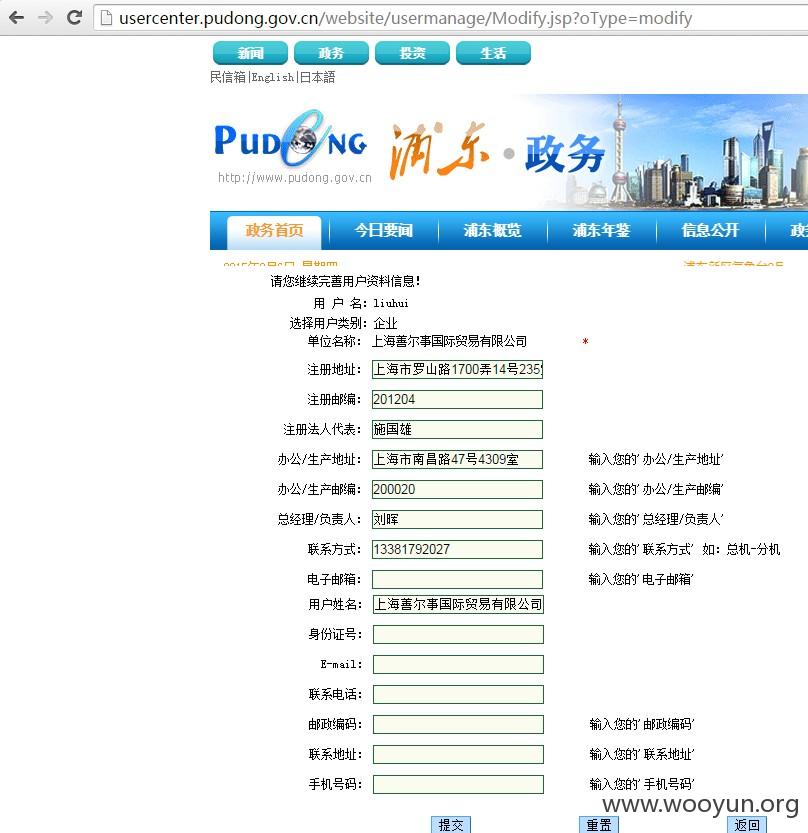 usercenter.pudong.gov.cn/website/usermanage/Modify.jsp?oType=modify
新闻 政务 投资 生活
民信箱|English|日本語
PUDONG 浦东·政务
http://www.pudong.gov.cn
政务首页 今日要闻 浦东概览 浦东年鉴 信息公开
请您继续完善用户资料信息!
用 户 名: liuhui
选择用户类别: 企业
单位名称: 上海善尔事国际贸易有限公司 *
注册地址: 上海市罗山路1700弄14号235
注册邮编: 201204
注册法人代表: 施国雄
办公/生产地址: 上海市南昌路47号4309室 输入您的'办公/生产地址'
办公/生产邮编: 200020 输入您的'办公/生产邮编'
总经理/负责人: 刘晖 输入您的'总经理/负责人'
联系方式: 13381792027 输入您的'联系方式' 如: 总机-分机
电子邮箱: 输入您的'电子邮箱'
用户姓名: 上海善尔事国际贸易有限公司
身份证号:
E-mail:
联系电话:
邮政编码: 输入您的'邮政编码'
联系地址: 输入您的'联系地址'
手机号码: 输入您的'手机号码'
www.wooyun.org
提交 重置 返回